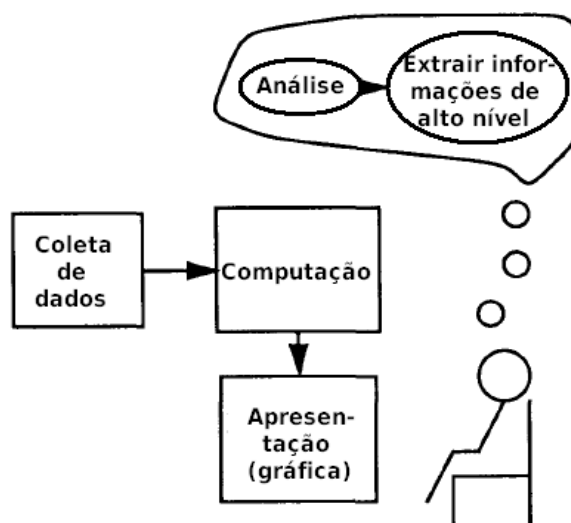 Análise
Extrair infor-
mações de
alto nível
Coleta
de
dados
Computação
Apresen-
tação
(gráfica)